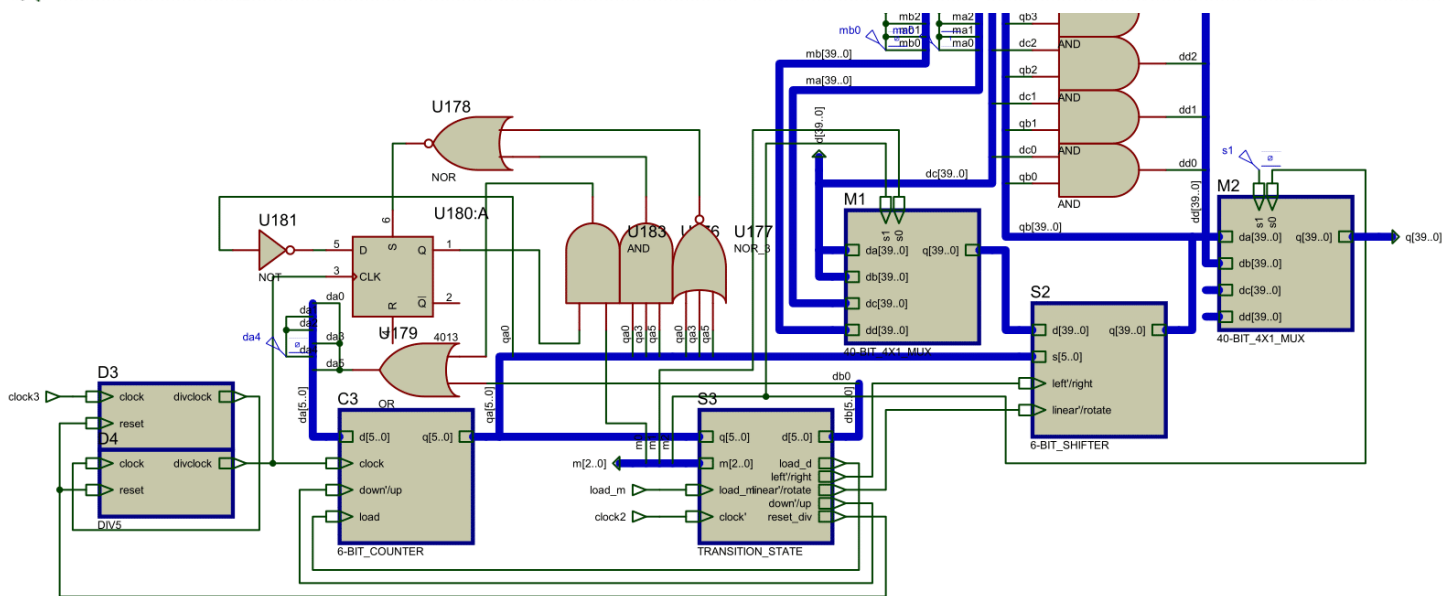 mb2
ma2
mb0
mb1
ma1
mb0
ma0
mb[39..0]
ma[39..0]
qb3
dc2
AND
qb2
dd2
dc1
AND
qb1
dd1
dc0
AND
qb0
dd0
AND
d[39..0]
dc[39..0]
dd[39..0]
qb[39..0]
s1
U178
NOR
U181
NOT
U180:A
6
5
D
S
Q
1
3
CLK
R
Q
2
4013
U183
AND
U177
NOR_3
qa0
qa0
qa3
qa5
qa0
qa3
qa5
M1
s1
s0
da[39..0]
q[39..0]
db[39..0]
dc[39..0]
dd[39..0]
40-BIT_4X1_MUX
M2
s1
s0
da[39..0]
q[39..0]
q[39..0]
db[39..0]
dc[39..0]
dd[39..0]
40-BIT_4X1_MUX
S2
d[39..0]
q[39..0]
s[5..0]
left'/right
linear'/rotate
6-BIT_SHIFTER
da0
da3
da4
da5
U179
OR
da[5..0]
qa[5..0]
db0
db[5..0]
D3
clock3
clock
divclock
reset
D4
clock
divclock
reset
DIV5
C3
d[5..0]
q[5..0]
clock
down'/up
load
6-BIT_COUNTER
S3
q[5..0]
d[5..0]
m[2..0]
m[2..0]
load_d
left'/right
load_m
load_m
linear'/rotate
down'/up
clock2
clock'
reset_div
TRANSITION_STATE